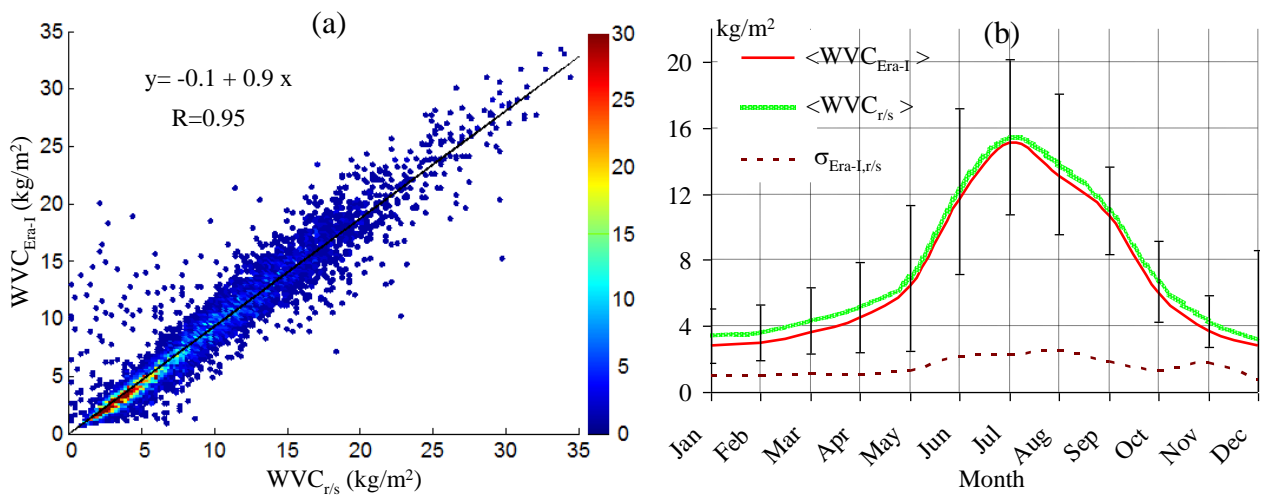 (a)
35
30
25
20
15
10
5
0
WVC_Era-I (kg/m²)
y= -0.1 + 0.9 x
R=0.95
0 5 10 15 20 25 30 35
WVC_r/s (kg/m²)
30
25
20
15
10
5
0
(b)
kg/m²
20
16
12
8
4
0
<WVC_Era-I>
<WVC_r/s>
σ_Era-I,r/s
Jan Feb Mar Apr May Jun Jul Aug Sep Oct Nov Dec
Month